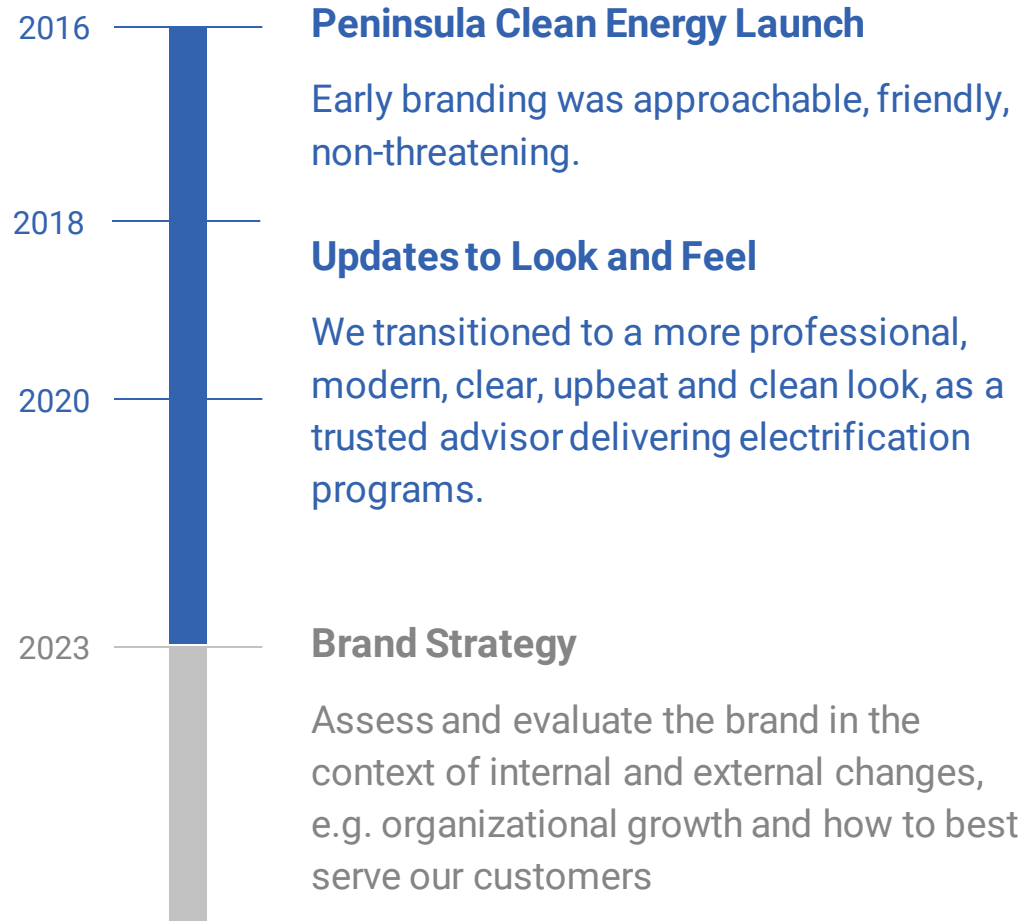 2016
Peninsula Clean Energy Launch
Early branding was approachable, friendly,
non-threatening.
2018
Updates to Look and Feel
We transitioned to a more professional,
modern, clear, upbeat and clean look, as a
2020
trusted advisor delivering electrification
programs.
2023
Brand Strategy
Assess and evaluate the brand in the
context of internal and external changes,
e.g. organizational growth and how to best
serve our customers